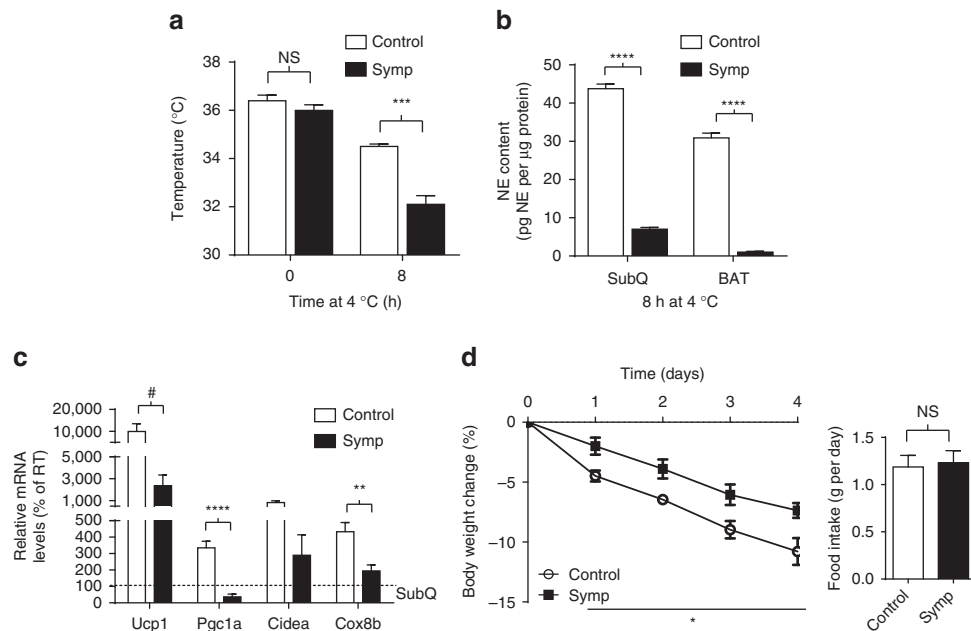 a
Control
Symp
NS
***
Temperature (°C)
38
36
34
32
30
0
8
Time at 4 °C (h)
b
Control
Symp
****
****
NE content
(pg NE per μg protein)
50
40
30
20
10
0
SubQ
BAT
8 h at 4 °C
c
Control
Symp
#
****
**
Relative mRNA
levels (% of RT)
20,000
10,000
5,000
3,000
1,000
500
400
300
200
100
0
SubQ
Ucp1
Pgc1a
Cidea
Cox8b
d
Time (days)
0
1
2
3
4
Body weight change (%)
0
−5
−10
−15
Control
Symp
*
NS
Food intake (g per day)
1.5
1.0
0.5
0.0
Control
Symp